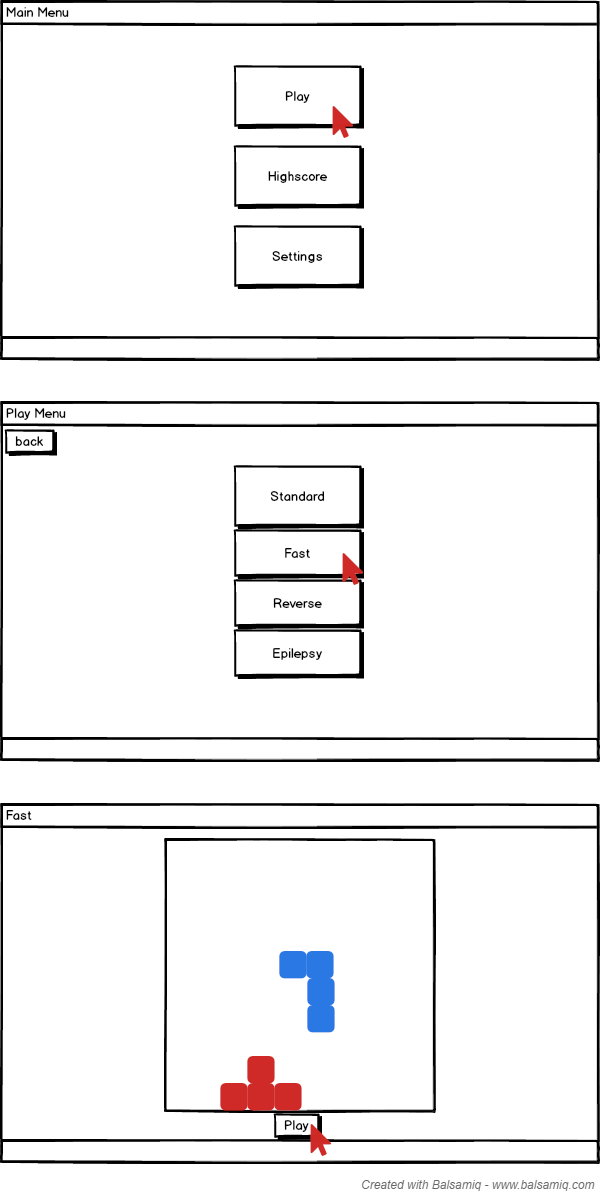 Main Menu
Play
Highscore
Settings
Play Menu
back
Standard
Fast
Reverse
Epilepsy
Fast
Play
Created with Balsamiq - www.balsamiq.com